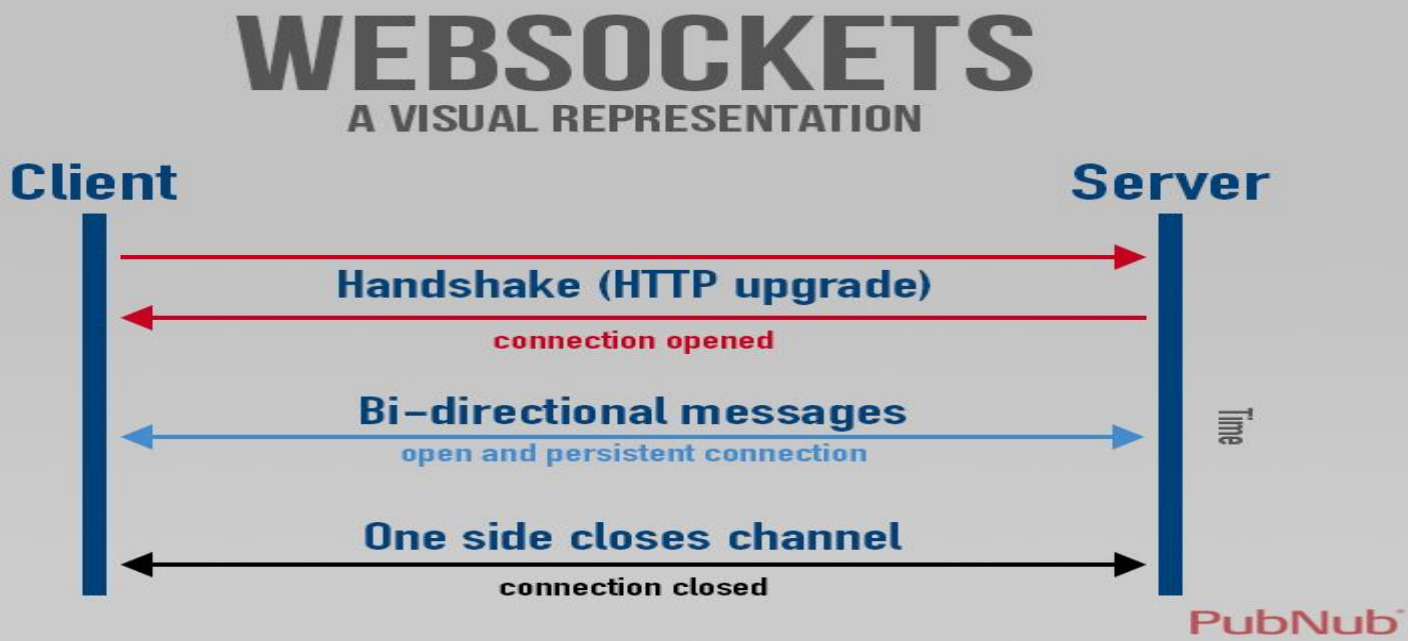 WEBSOCKETS
A VISUAL REPRESENTATION
Client
Server
Handshake (HTTP upgrade)
connection opened
Bi-directional messages
open and persistent connection
Time
One side closes channel
connection closed
PubNub